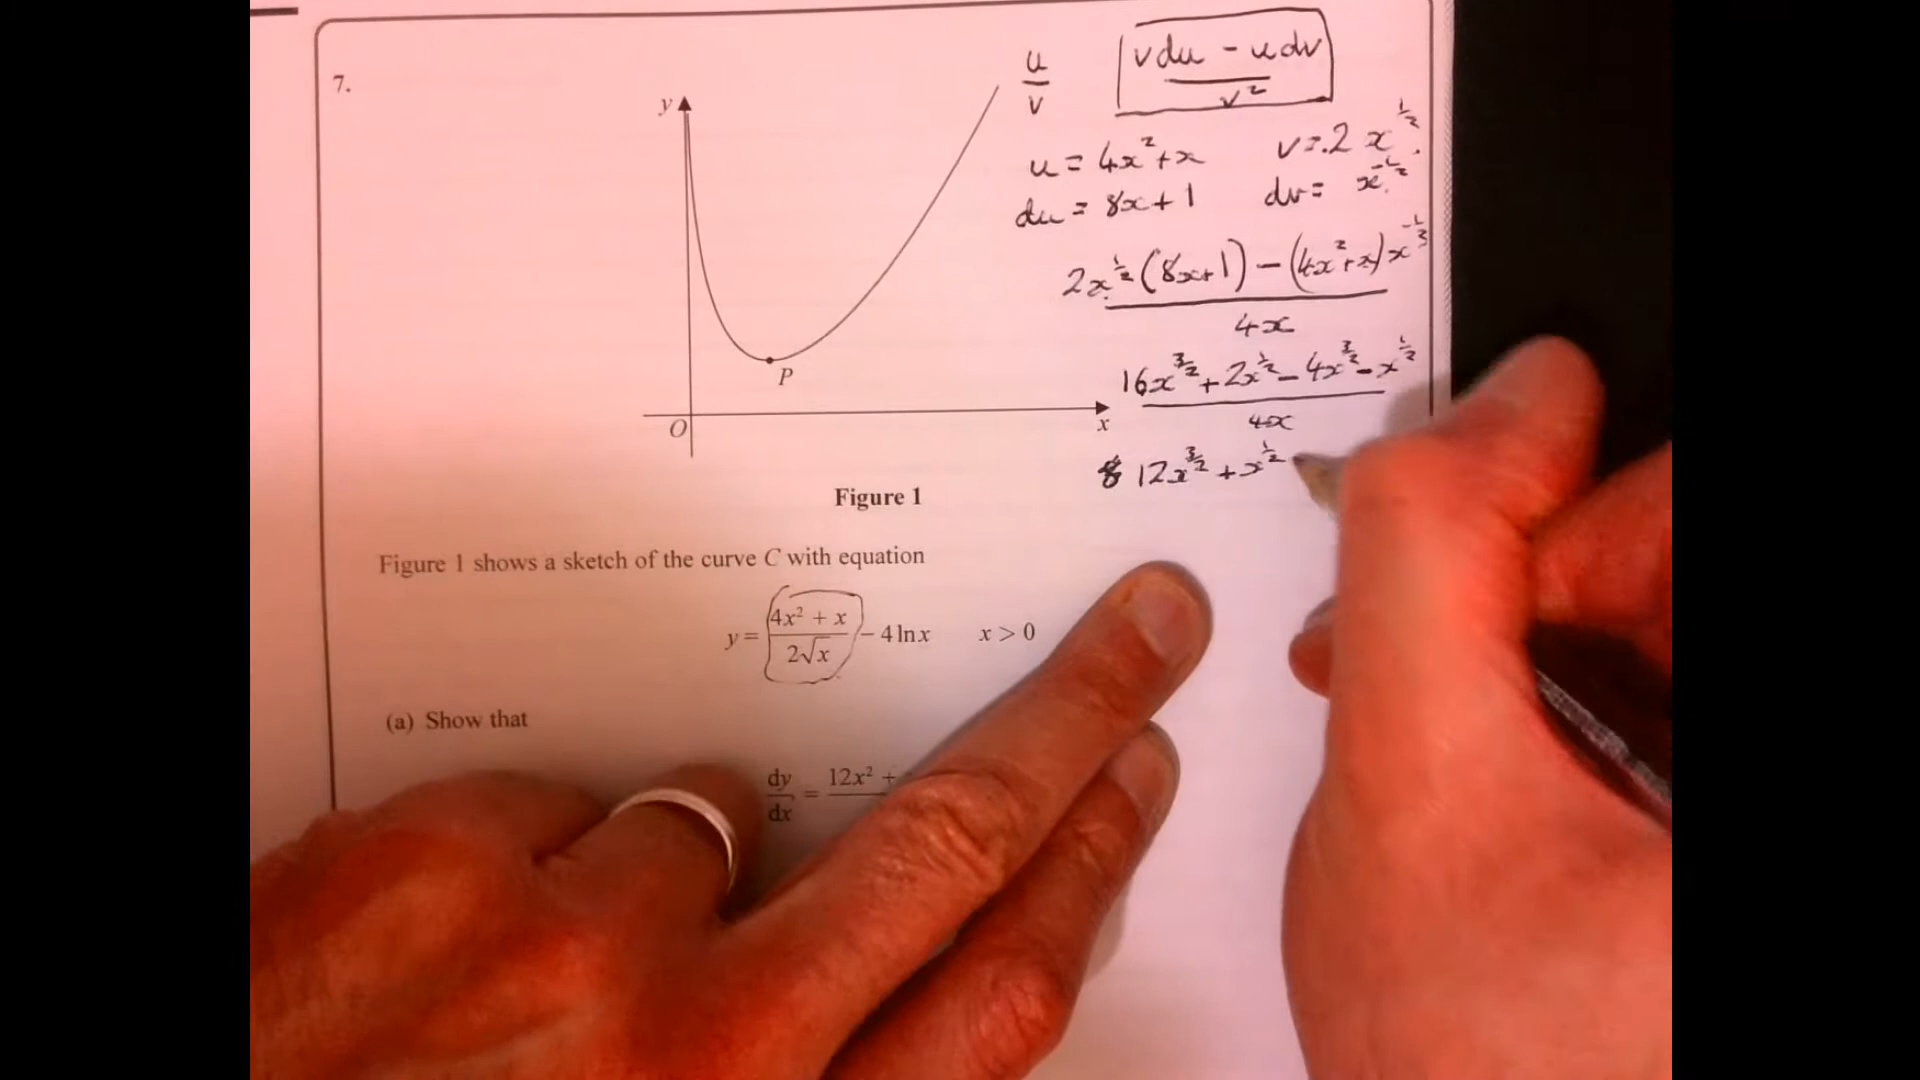 7.
y
P
O
x
Figure 1
Figure 1 shows a sketch of the curve C with equation
y = (4x² + x)/(2√x) − 4 ln x    x > 0
(a) Show that
dy/dx = 12x² +
u/v    (vdu − udv)/v²
u = 4x² + x    v = 2x^(1/2)
du = 8x + 1    dv = x^(-1/2)
(2x^(1/2)(8x+1) − (4x²+x)x^(-1/2))/(4x)
(16x^(3/2) + 2x^(1/2) − 4x^(3/2) − x^(1/2))/(4x)
12x^(3/2) + x^(1/2)